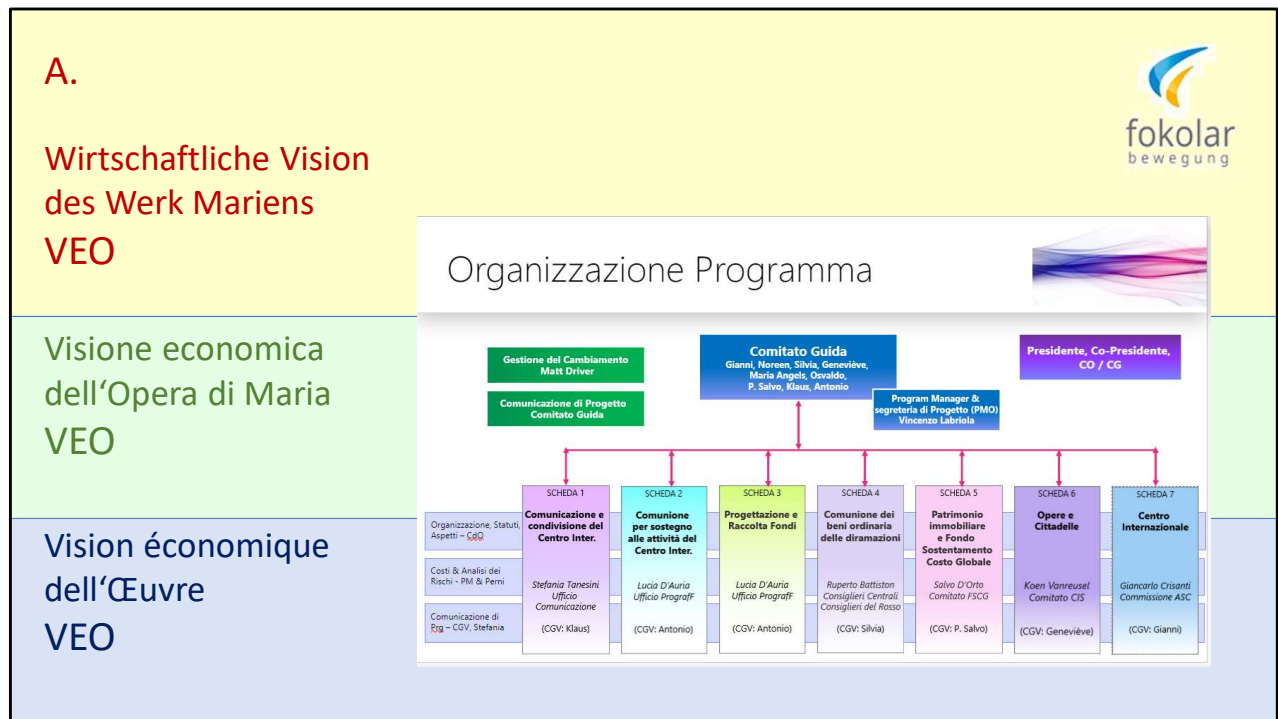 A.
Wirtschaftliche Vision
des Werk Mariens
VEO
fokolar
bewegung
Visione economica
dell‘Opera di Maria
VEO
Vision économique
dell‘Œuvre
VEO
Organizzazione Programma
Gestione del Cambiamento
Matt Driver
Comunicazione di Progetto
Comitato Guida
Comitato Guida
Gianni, Noreen, Silvia, Geneviève,
Maria Angels, Osvaldo,
P. Salvo, Klaus, Antonio
Program Manager &
segreteria di Progetto (PMO)
Vincenzo Labriola
Presidente, Co-Presidente,
CO / CG
Organizzazione, Statuti,
Aspetti – CdO
Costi & Analisi dei
Rischi - PM & Perni
Comunicazione di
Prg – CGV, Stefania
SCHEDA 1
Comunicazione e
condivisione del
Centro Inter.
Stefania Tanesini
Ufficio
Comunicazione
(CGV: Klaus)
SCHEDA 2
Comunione
per sostegno
alle attività del
Centro Inter.
Lucia D'Auria
Ufficio PrografF
(CGV: Antonio)
SCHEDA 3
Progettazione e
Raccolta Fondi
Lucia D'Auria
Ufficio PrografF
(CGV: Antonio)
SCHEDA 4
Comunione dei
beni ordinaria
delle diramazioni
Ruperto Battiston
Consiglieri Centrali
Consiglieri del Rosso
(CGV: Silvia)
SCHEDA 5
Patrimonio
immobiliare
e Fondo
Sostentamento
Costo Globale
Salvo D'Orto
Comitato FSCG
(CGV: P. Salvo)
SCHEDA 6
Opere e
Cittadelle
Koen Vanreusel
Comitato CIS
(CGV: Geneviève)
SCHEDA 7
Centro
Internazionale
Giancarlo Crisanti
Commissione ASC
(CGV: Gianni)